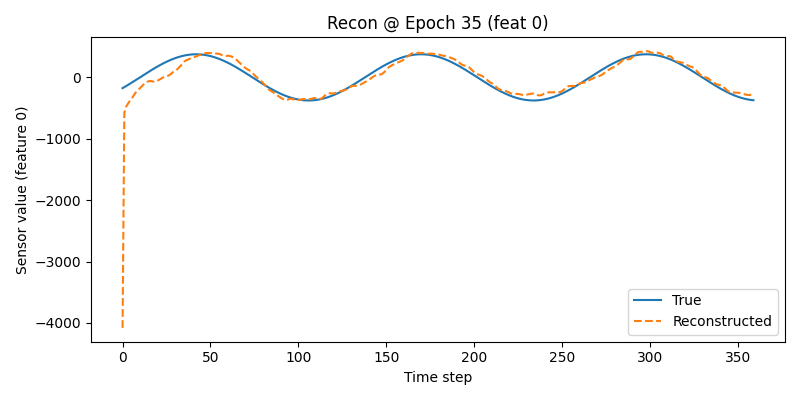 Recon @ Epoch 35 (feat 0)
Sensor value (feature 0)
0
−1000
−2000
−3000
−4000
True
Reconstructed
0 50 100 150 200 250 300 350
Time step